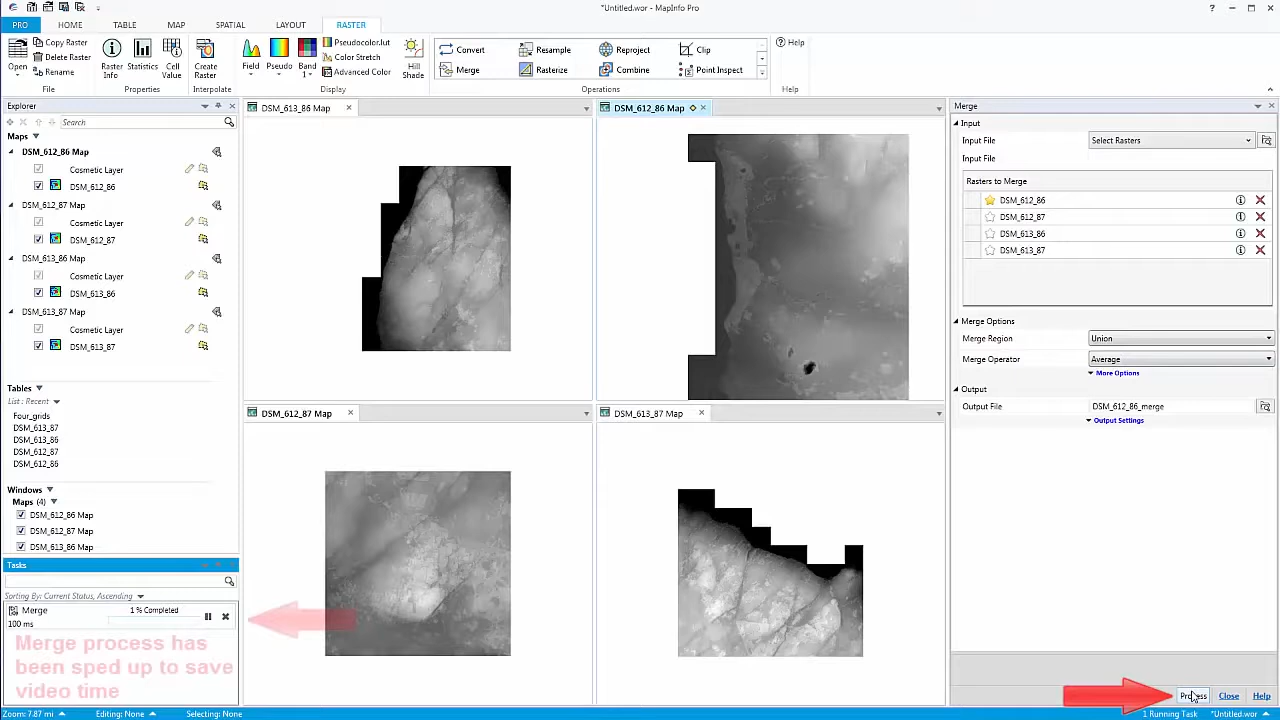 *Untitled.wor - MapInfo Pro
PRO HOME TABLE MAP SPATIAL LAYOUT RASTER
Open
Copy Raster
Delete Raster
Rename
File
Raster Info
Statistics
Cell Value
Properties
Create Raster
Interpolate
Field
Pseudo
Band 1
Pseudocolor.lut
Color Stretch
Advanced Color
Hill Shade
Display
Convert Resample Reproject Clip
Merge Rasterize Combine Point Inspect
Operations
Help
Help
Explorer
Search
Maps
DSM_612_86 Map
Cosmetic Layer
DSM_612_86
DSM_612_87 Map
Cosmetic Layer
DSM_612_87
DSM_613_86 Map
Cosmetic Layer
DSM_613_86
DSM_613_87 Map
Cosmetic Layer
DSM_613_87
Tables
List : Recent
Four_grids
DSM_613_87
DSM_613_86
DSM_612_87
DSM_612_86
Windows
Maps (4)
DSM_612_86 Map
DSM_612_87 Map
DSM_613_86 Map
Tasks
Sorting By: Current Status, Ascending
Merge 1 % Completed
100 ms
Merge process has
been sped up to save
video time
DSM_613_86 Map
DSM_612_86 Map
DSM_612_87 Map
DSM_613_87 Map
Merge
Input
Input File Select Rasters
Input File
Rasters to Merge
DSM_612_86
DSM_612_87
DSM_613_86
DSM_613_87
Merge Options
Merge Region Union
Merge Operator Average
More Options
Output
Output File DSM_612_86_merge
Output Settings
Process Close Help
Zoom: 7.87 mi Editing: None Selecting: None 1 Running Task *Untitled.wor